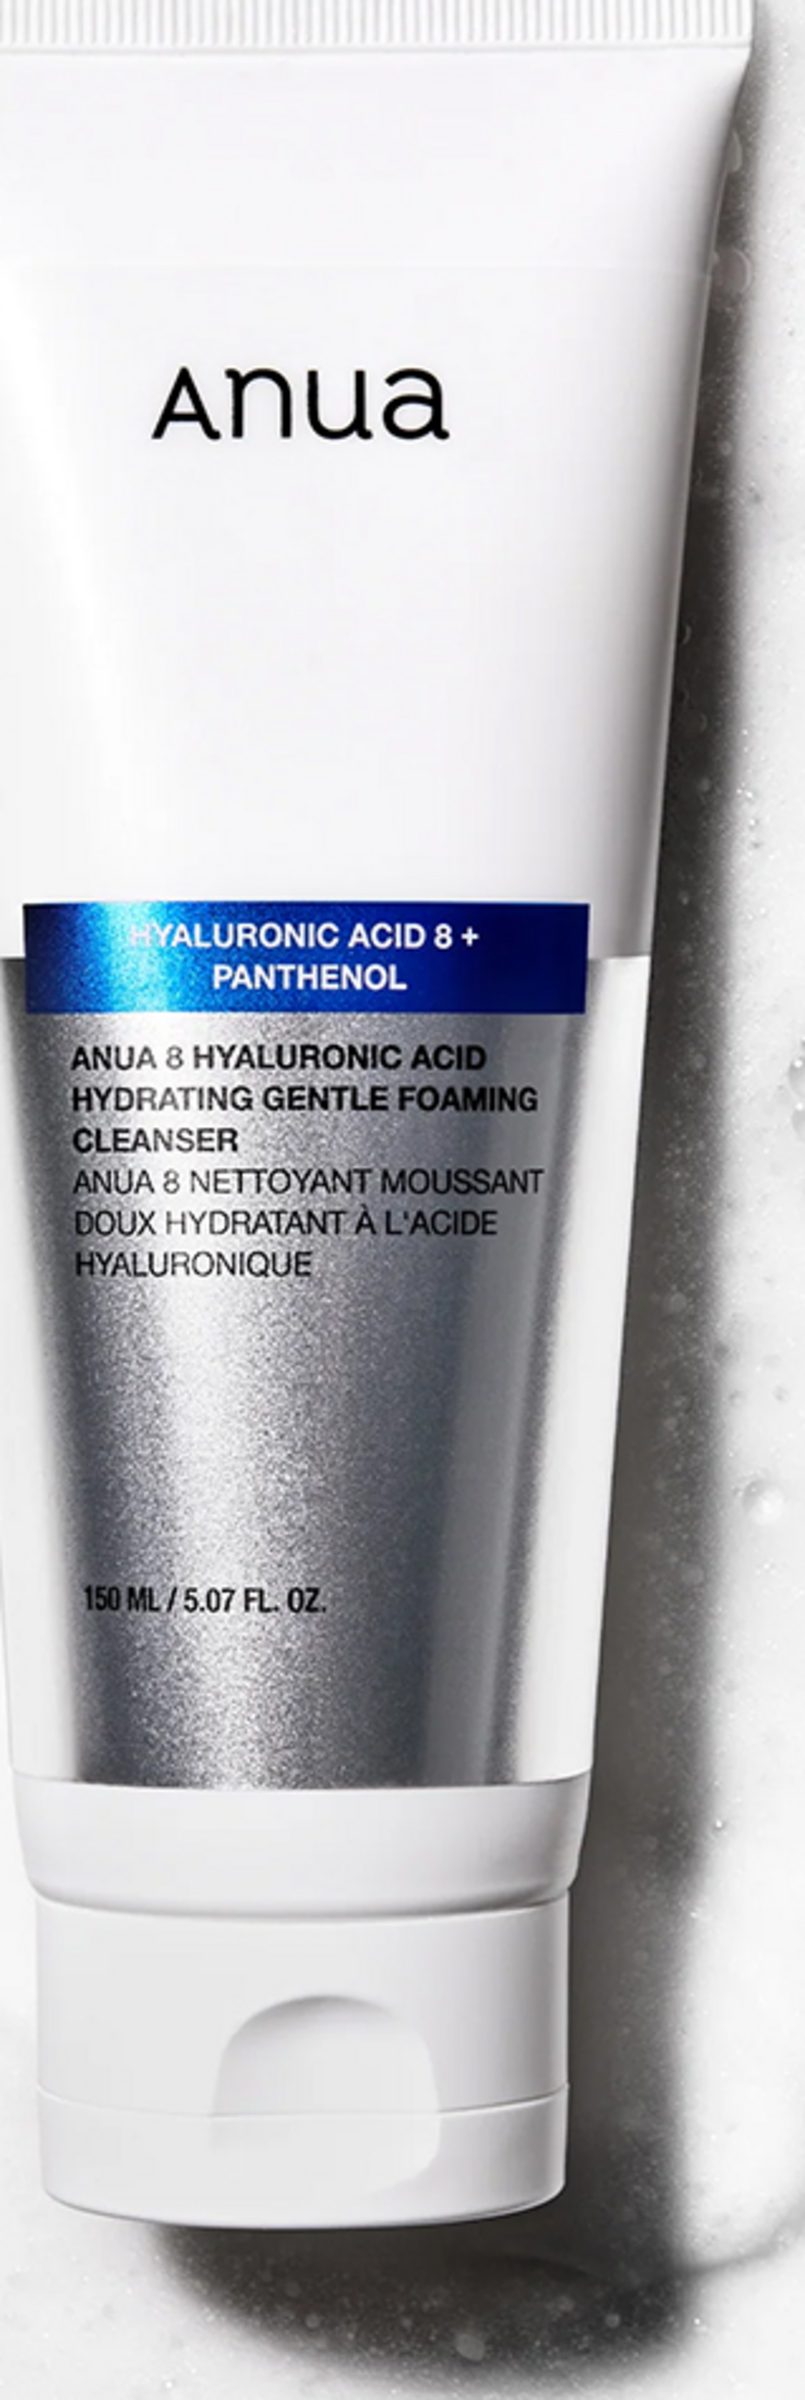 Anua
HYALURONIC ACID 8 +
PANTHENOL
ANUA 8 HYALURONIC ACID
HYDRATING GENTLE FOAMING
CLEANSER
ANUA 8 NETTOYANT MOUSSANT
DOUX HYDRATANT À L'ACIDE
HYALURONIQUE
150 ML / 5.07 FL. OZ.